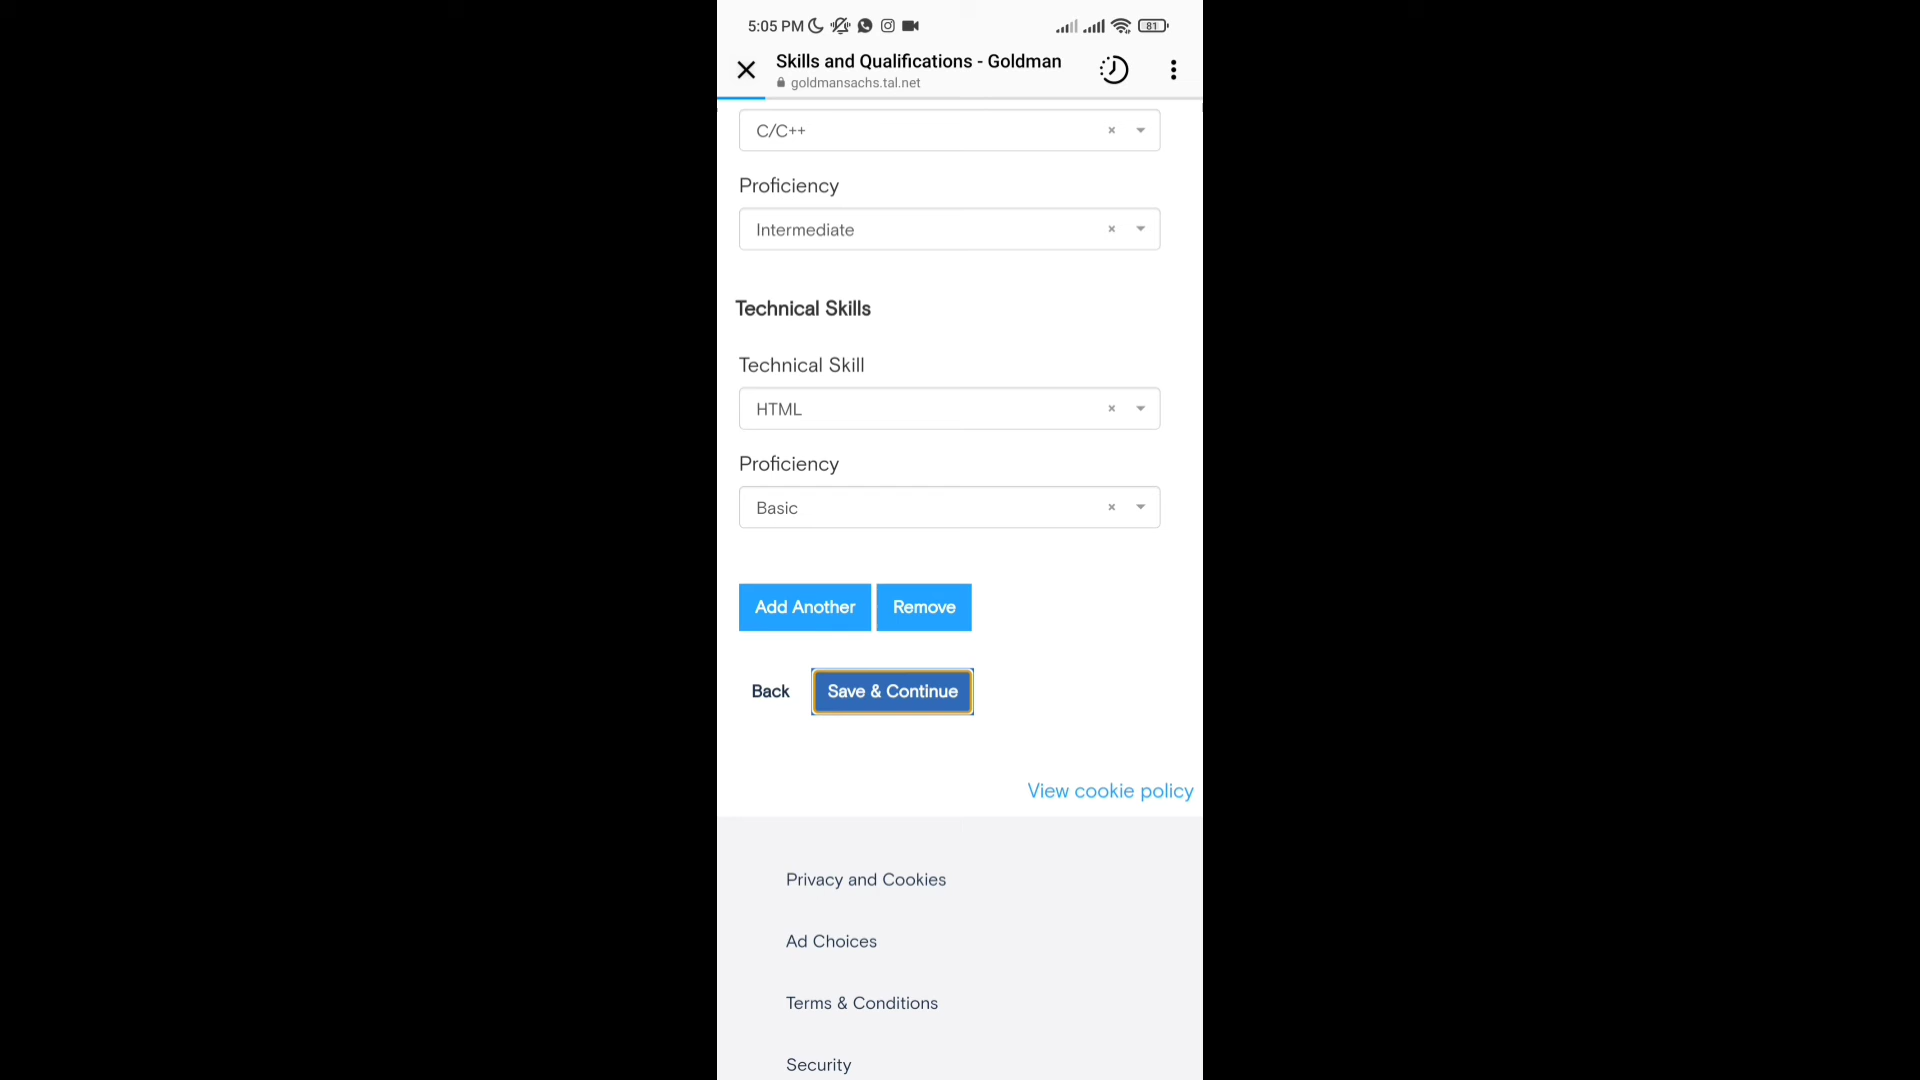 5:05 PM
81
Skills and Qualifications - Goldman
goldmansachs.tal.net
C/C++
Proficiency
Intermediate
Technical Skills
Technical Skill
HTML
Proficiency
Basic
Add Another Remove
Back Save & Continue
View cookie policy
Privacy and Cookies
Ad Choices
Terms & Conditions
Security